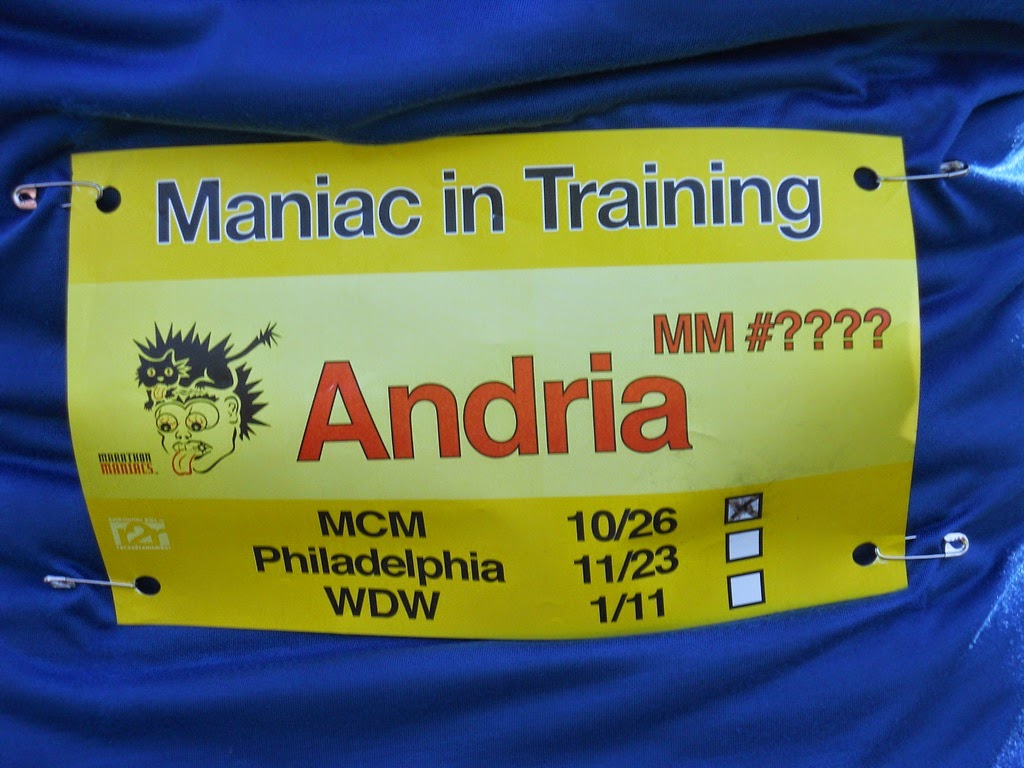 Maniac in Training
MM #????
Andria
MARATHON
MANIACS
MCM 10/26
Philadelphia 11/23
WDW 1/11